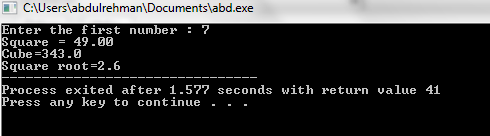 C:\Users\abdulrehman\Documents\abd.exe
Enter the first number : 7
Square = 49.00
Cube=343.0
Square root=2.6
--------------------------------
Process exited after 1.577 seconds with return value 41
Press any key to continue . . .